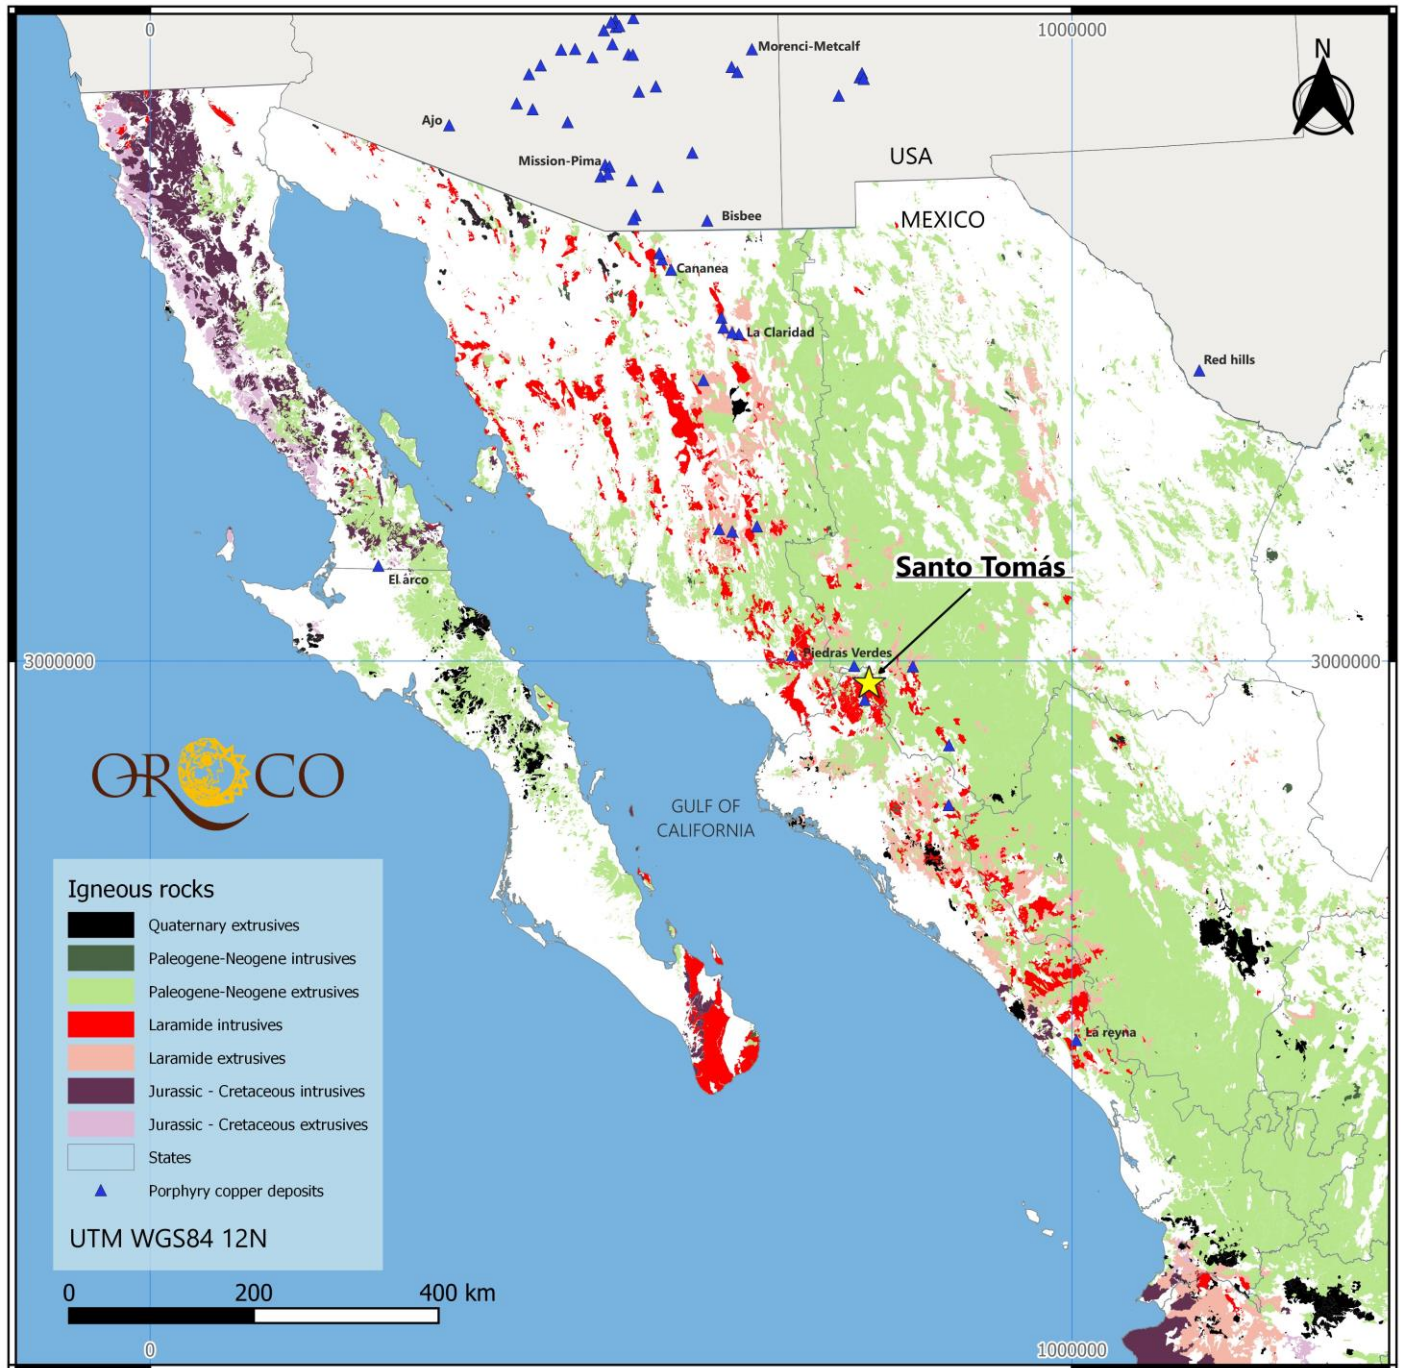 0
1000000
N
Morenci-Metcalf
Ajo
Mission-Pima
USA
Bisbee
MEXICO
Cananea
La Claridad
Red hills
Santo Tomás
El arco
Piedras Verdes
3000000
3000000
OROCO
GULF OF
CALIFORNIA
Igneous rocks
Quaternary extrusives
Paleogene-Neogene intrusives
Paleogene-Neogene extrusives
Laramide intrusives
Laramide extrusives
La reyna
Jurassic - Cretaceous intrusives
Jurassic - Cretaceous extrusives
States
Porphyry copper deposits
UTM WGS84 12N
0 200 400 km
0
1000000